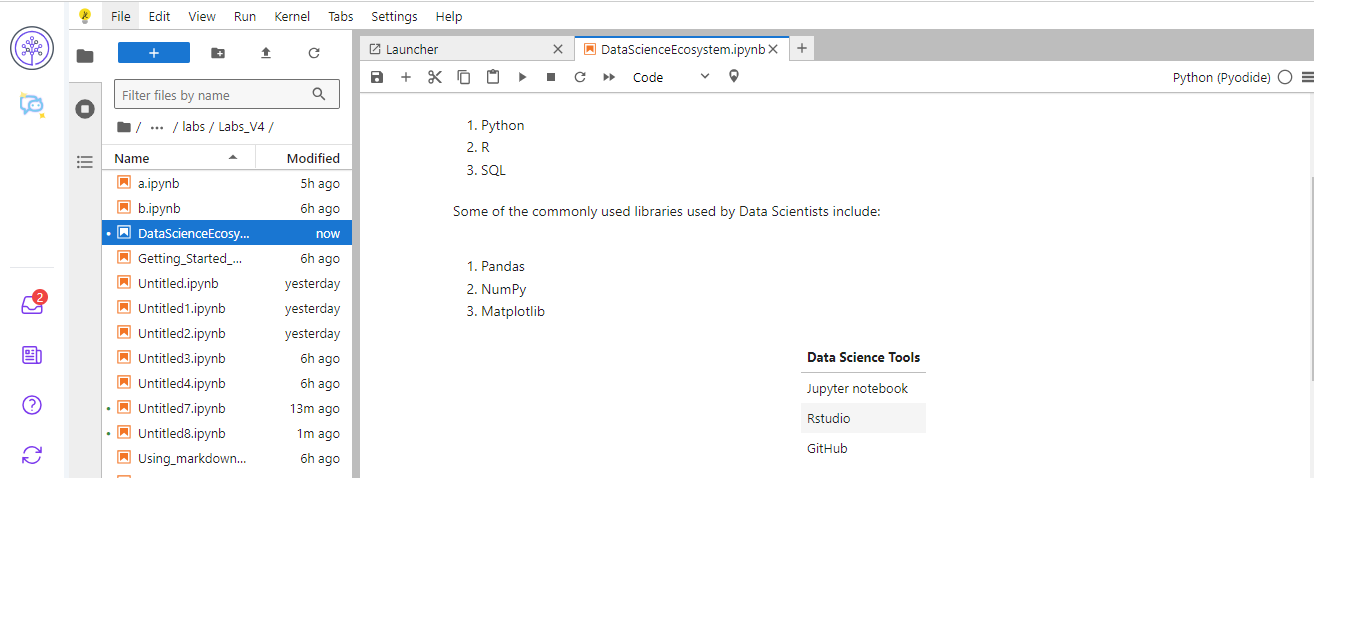 File Edit View Run Kernel Tabs Settings Help
+
Filter files by name
/ ··· / labs / Labs_V4 /
Name Modified
a.ipynb 5h ago
b.ipynb 6h ago
DataScienceEcosy... now
Getting_Started_... 6h ago
Untitled.ipynb yesterday
Untitled1.ipynb yesterday
Untitled2.ipynb yesterday
Untitled3.ipynb 6h ago
Untitled4.ipynb 6h ago
Untitled7.ipynb 13m ago
Untitled8.ipynb 1m ago
Using_markdown... 6h ago
2
Launcher
DataScienceEcosystem.ipynb
Code
Python (Pyodide)
1. Python
2. R
3. SQL
Some of the commonly used libraries used by Data Scientists include:
1. Pandas
2. NumPy
3. Matplotlib
Data Science Tools
Jupyter notebook
Rstudio
GitHub